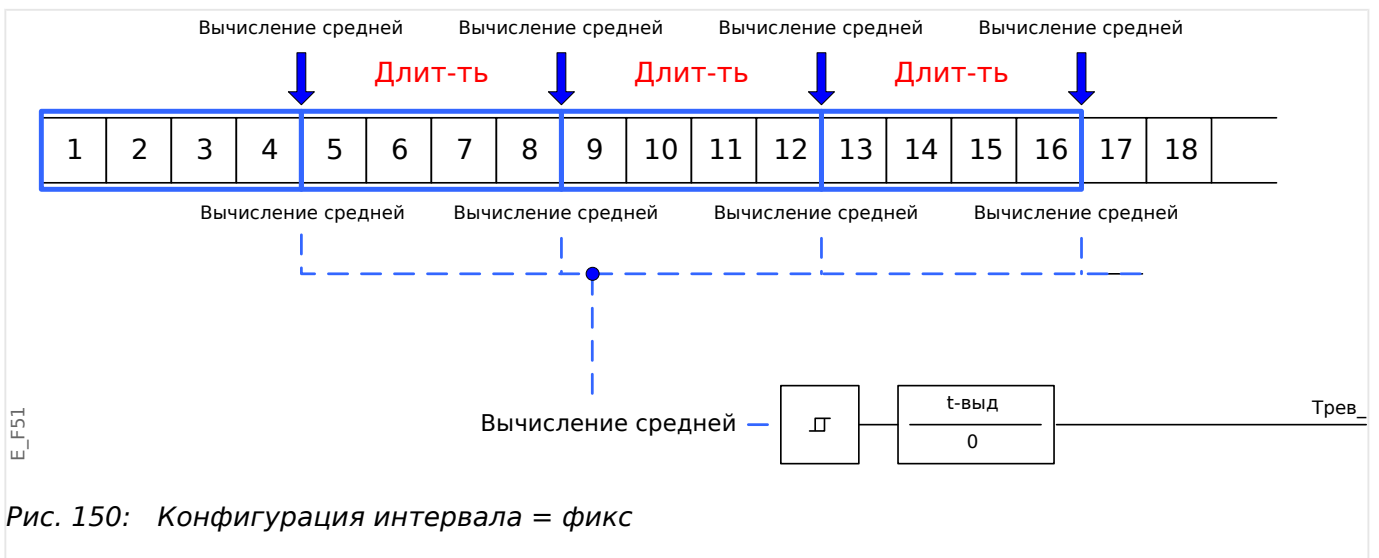 Вычисление средней Вычисление средней Вычисление средней Вычисление средней
Длит-ть Длит-ть Длит-ть
1 2 3 4 5 6 7 8 9 10 11 12 13 14 15 16 17 18
Вычисление средней Вычисление средней Вычисление средней Вычисление средней
t-выд
Трев_
Вычисление средней
0
E_F51
Рис. 150: Конфигурация интервала = фикс